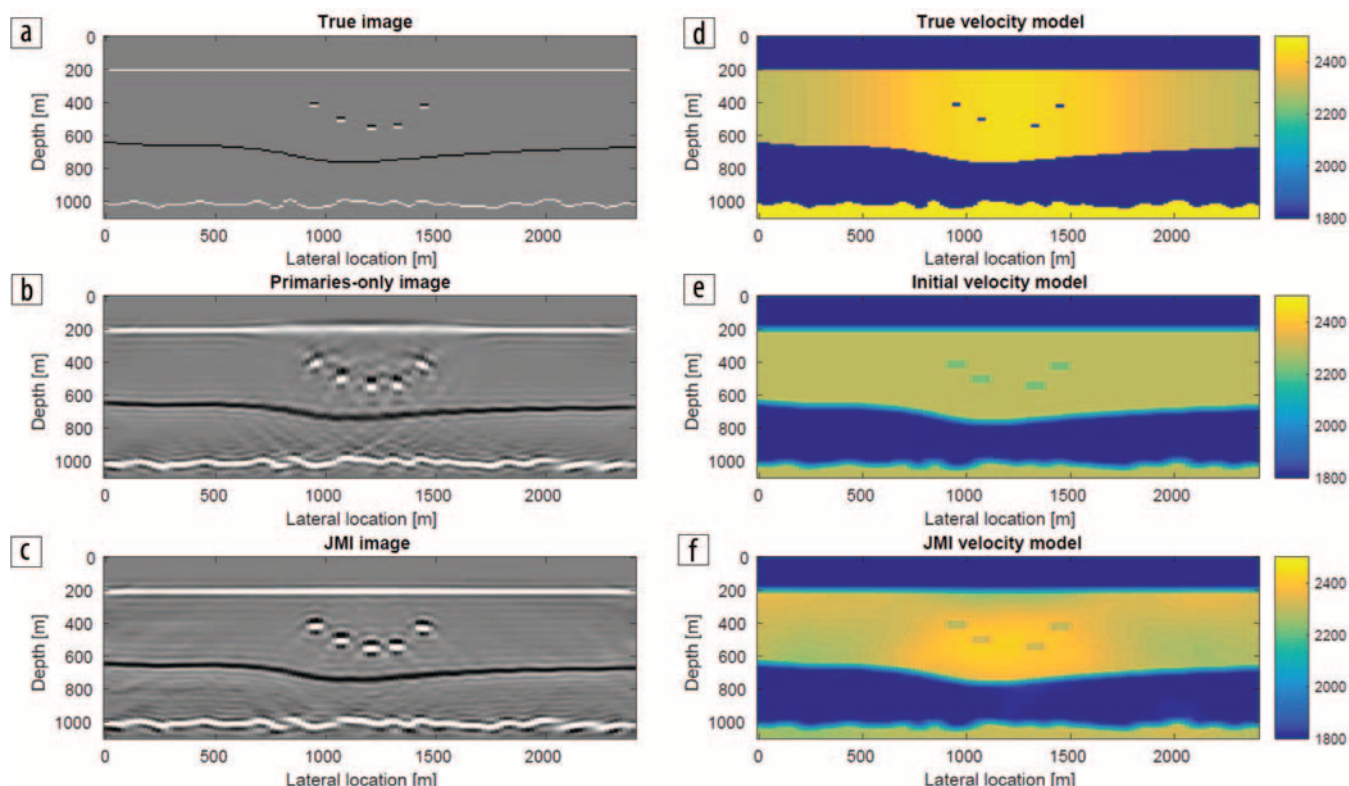 a
True image
0
200
400
600
800
1000
Depth [m]
0 500 1000 1500 2000
Lateral location [m]
b
Primaries-only image
0
200
400
600
800
1000
Depth [m]
0 500 1000 1500 2000
Lateral location [m]
c
JMI image
0
200
400
600
800
1000
Depth [m]
0 500 1000 1500 2000
Lateral location [m]
d
True velocity model
0
200
400
600
800
1000
Depth [m]
0 500 1000 1500 2000
Lateral location [m]
2400
2200
2000
1800
e
Initial velocity model
0
200
400
600
800
1000
Depth [m]
0 500 1000 1500 2000
Lateral location [m]
2400
2200
2000
1800
f
JMI velocity model
0
200
400
600
800
1000
Depth [m]
0 500 1000 1500 2000
Lateral location [m]
2400
2200
2000
1800